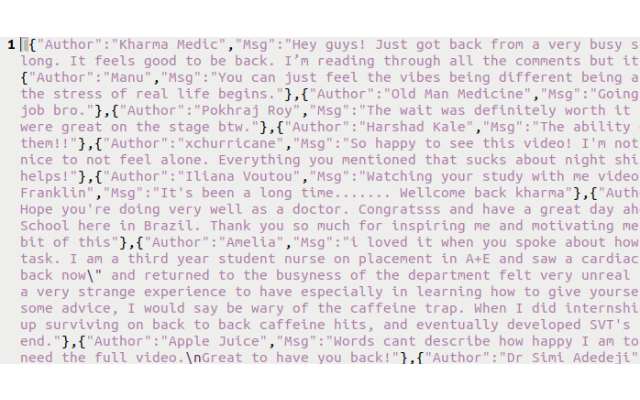 1 [{"Author":"Kharma Medic","Msg":"Hey guys! Just got back from a very busy s
long. It feels good to be back. I’m reading through all the comments but it
{"Author":"Manu","Msg":"You can just feel the vibes being different being a
the stress of real life begins."},{"Author":"Old Man Medicine","Msg":"Going
job bro."},{"Author":"Pokhraj Roy","Msg":"The wait was definitely worth it
were great on the stage btw."},{"Author":"Harshad Kale","Msg":"The ability
them!!"},{"Author":"xchurricane","Msg":"So happy to see this video! I'm not
nice to not feel alone. Everything you mentioned that sucks about night shi
helps!"},{"Author":"Iliana Voutou","Msg":"Watching your study with me video
Franklin","Msg":"It's been a long time....... Wellcome back kharma"},{"Auth
Hope you're doing very well as a doctor. Congratsss and have a great day ah
School here in Brazil. Thank you so much for inspiring me and motivating me
bit of this"},{"Author":"Amelia","Msg":"i loved it when you spoke about how
task. I am a third year student nurse on placement in A+E and saw a cardiac
back now\" and returned to the busyness of the department felt very unreal
a very strange experience to have especially in learning how to give yourse
some advice, I would say be wary of the caffeine trap. When I did internshi
up surviving on back to back caffeine hits, and eventually developed SVT's
end."},{"Author":"Apple Juice","Msg":"Words cant describe how happy I am to
need the full video.\nGreat to have you back!"},{"Author":"Dr Simi Adedeji"